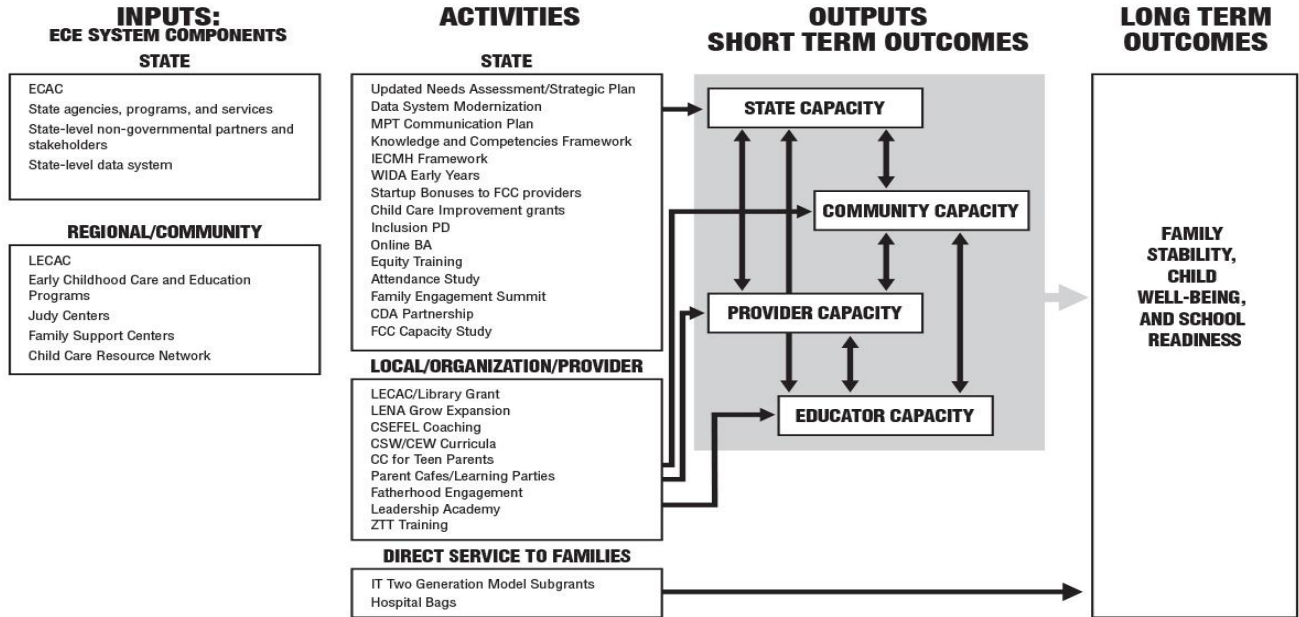 INPUTS:
ECE SYSTEM COMPONENTS
STATE
ECAC
State agencies, programs, and services
State-level non-governmental partners and
stakeholders
State-level data system
REGIONAL/COMMUNITY
LECAC
Early Childhood Care and Education
Programs
Judy Centers
Family Support Centers
Child Care Resource Network
ACTIVITIES
STATE
Updated Needs Assessment/Strategic Plan
Data System Modernization
MPT Communication Plan
Knowledge and Competencies Framework
IECMH Framework
WIDA Early Years
Startup Bonuses to FCC providers
Child Care Improvement grants
Inclusion PD
Online BA
Equity Training
Attendance Study
Family Engagement Summit
CDA Partnership
FCC Capacity Study
LOCAL/ORGANIZATION/PROVIDER
LECAC/Library Grant
LENA Grow Expansion
CSEFEL Coaching
CSW/CEW Curricula
CC for Teen Parents
Parent Cafes/Learning Parties
Fatherhood Engagement
Leadership Academy
ZTT Training
DIRECT SERVICE TO FAMILIES
IT Two Generation Model Subgrants
Hospital Bags
OUTPUTS
SHORT TERM OUTCOMES
STATE CAPACITY
COMMUNITY CAPACITY
PROVIDER CAPACITY
EDUCATOR CAPACITY
LONG TERM
OUTCOMES
FAMILY
STABILITY,
CHILD
WELL-BEING,
AND SCHOOL
READINESS